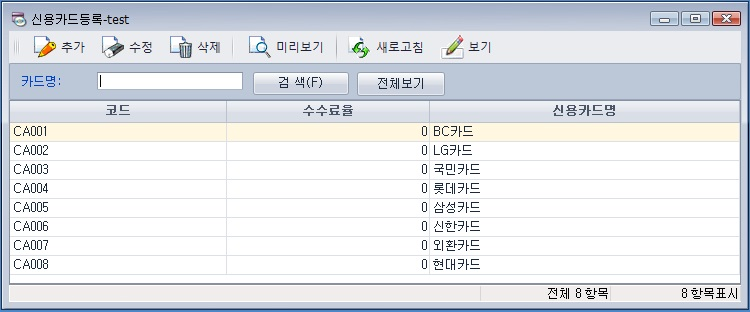 신용카드등록-test
추가 수정 삭제 미리보기 새로고침 보기
카드명: 검 색(F) 전체보기
코드 수수료율 신용카드명
CA001 0 BC카드
CA002 0 LG카드
CA003 0 국민카드
CA004 0 롯데카드
CA005 0 삼성카드
CA006 0 신한카드
CA007 0 외환카드
CA008 0 현대카드
전체 8 항목 8 항목표시